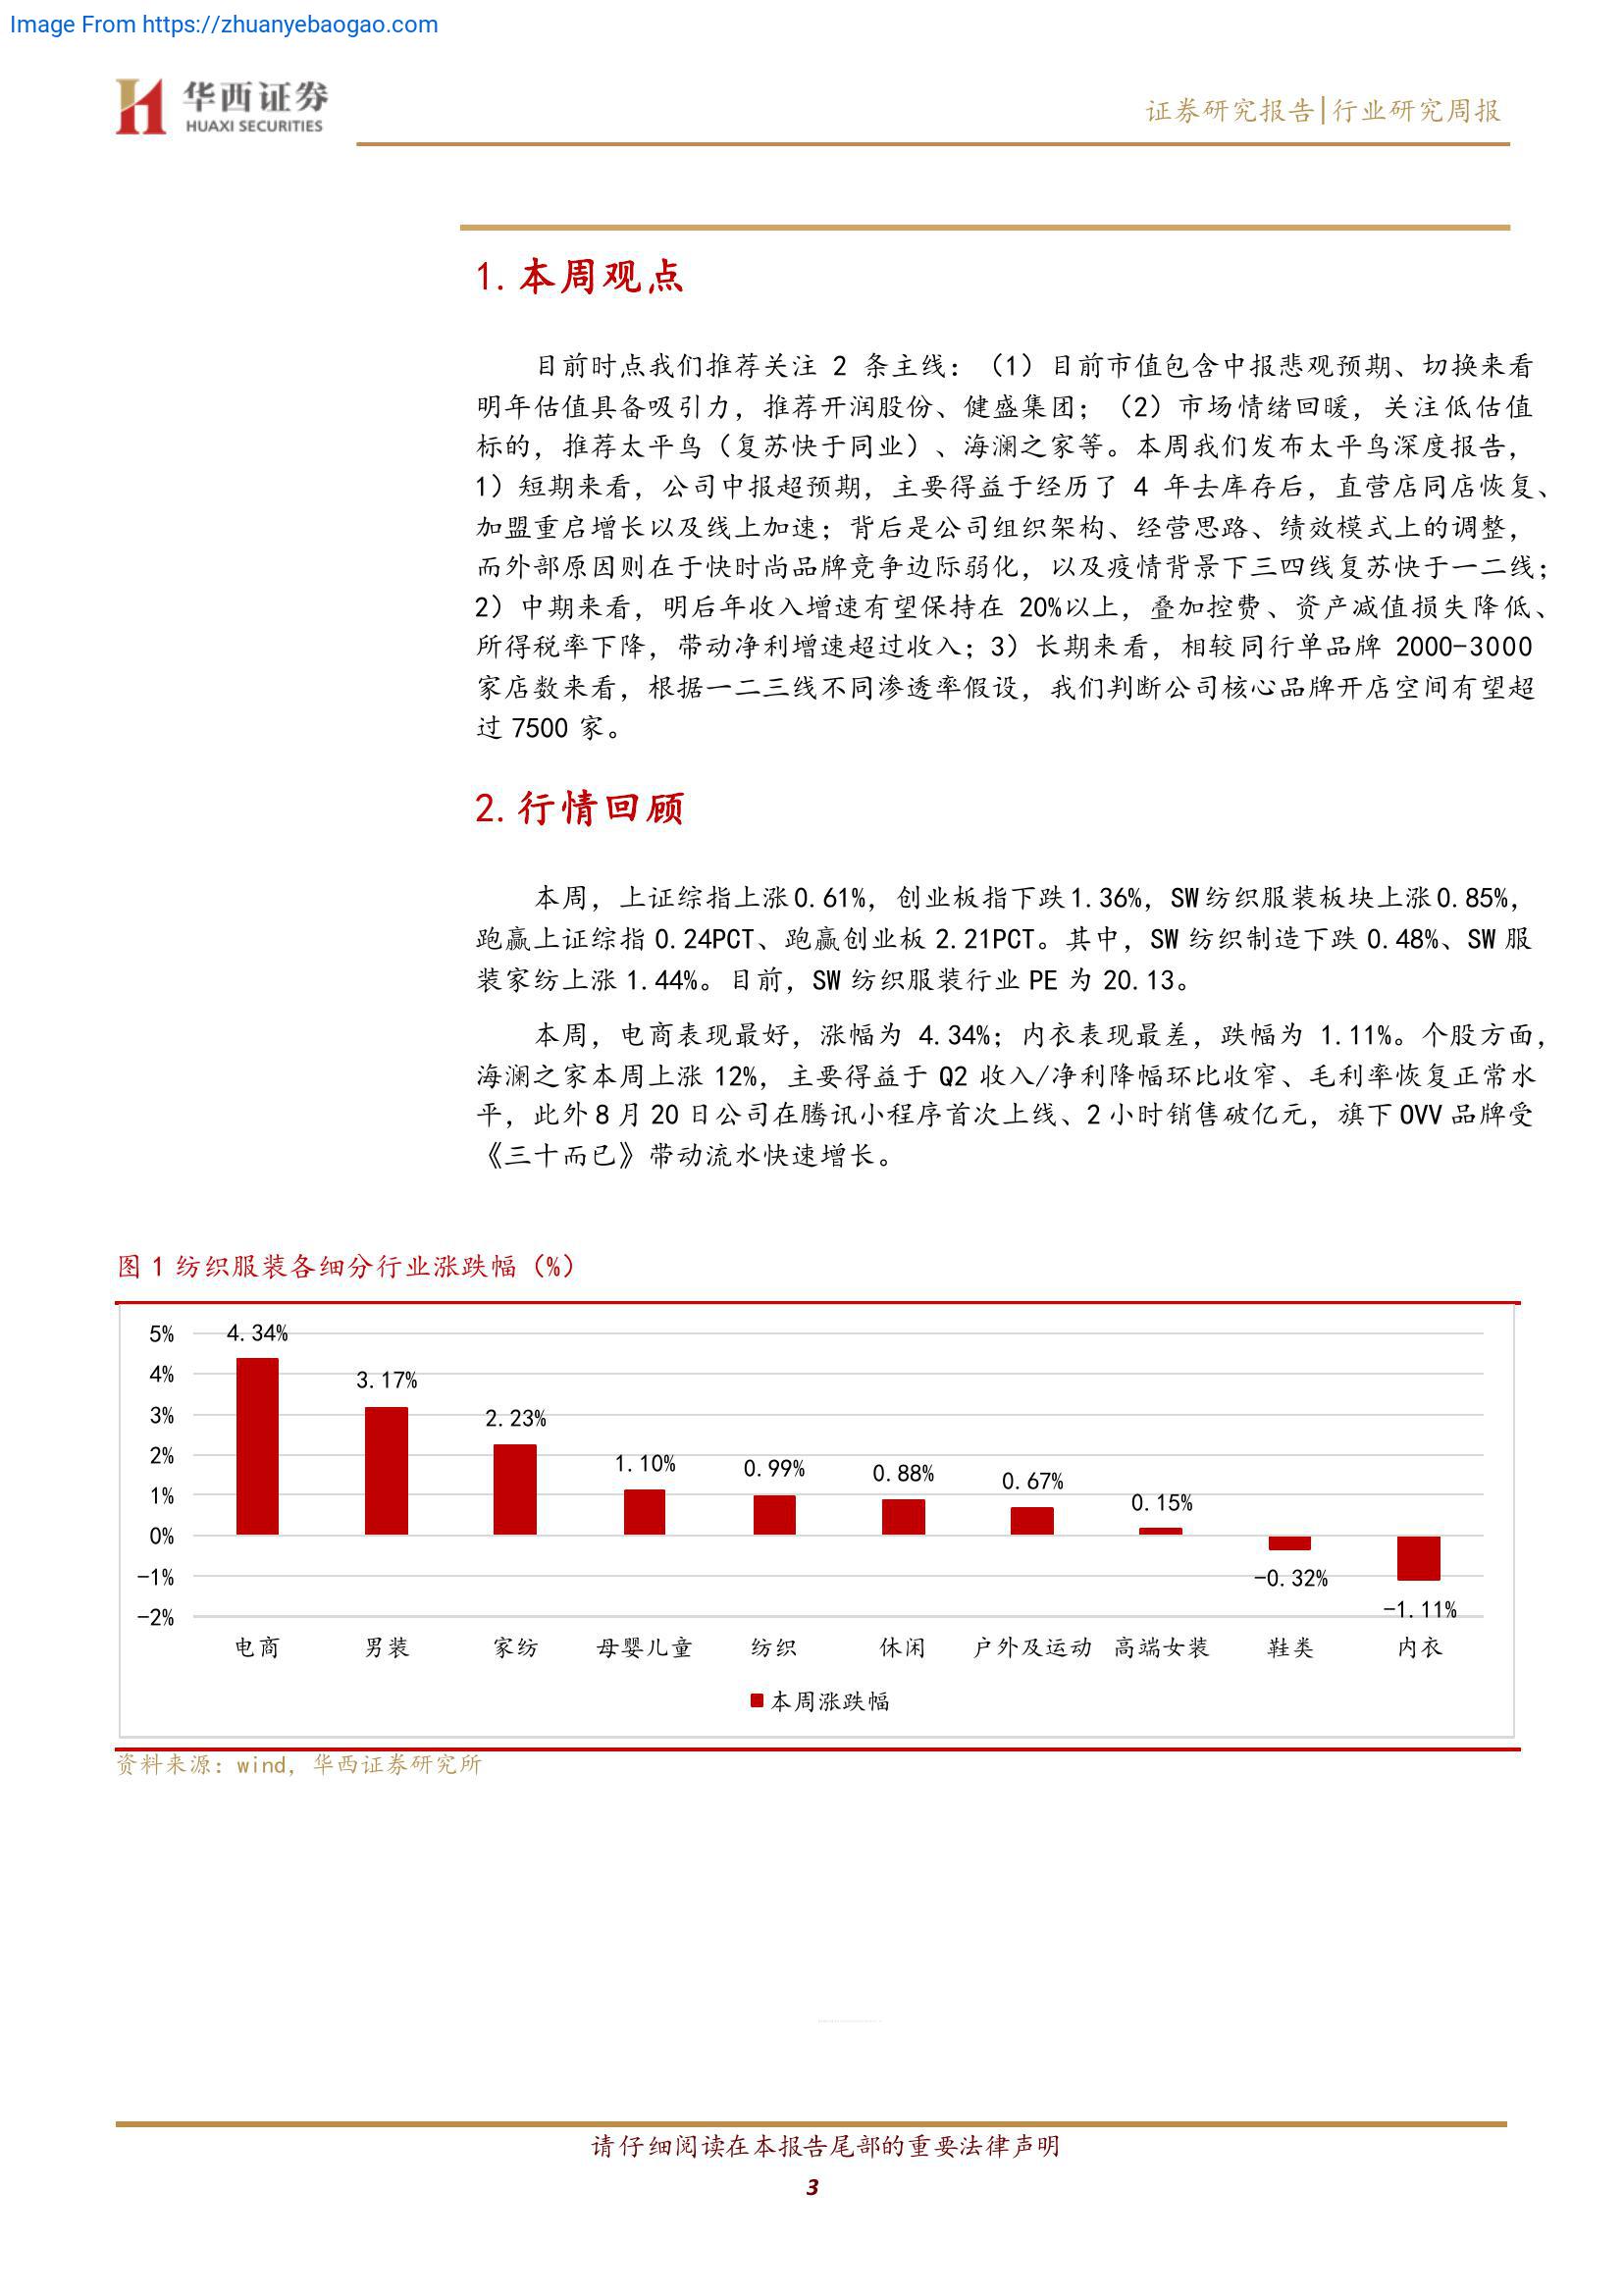 Image From https://zhuanyebaogao.com
华西证券
HUAXI SECURITIES
证券研究报告|行业研究周报
1.本周观点
目前时点我们推荐关注 2 条主线：（1）目前市值包含中报悲观预期、切换来看
明年估值具备吸引力，推荐开润股份、健盛集团；（2）市场情绪回暖，关注低估值
标的，推荐太平鸟（复苏快于同业）、海澜之家等。本周我们发布太平鸟深度报告，
1）短期来看，公司中报超预期，主要得益于经历了 4 年去库存后，直营店同店恢复、
加盟重启增长以及线上加速；背后是公司组织架构、经营思路、绩效模式上的调整，
而外部原因则在于快时尚品牌竞争边际弱化，以及疫情背景下三四线复苏快于一二线；
2）中期来看，明后年收入增速有望保持在 20%以上，叠加控费、资产减值损失降低、
所得税率下降，带动净利增速超过收入；3）长期来看，相较同行单品牌 2000-3000
家店数来看，根据一二三线不同渗透率假设，我们判断公司核心品牌开店空间有望超
过 7500 家。
2.行情回顾
本周，上证综指上涨0.61%，创业板指下跌1.36%，SW纺织服装板块上涨0.85%，
跑赢上证综指 0.24PCT、跑赢创业板 2.21PCT。其中，SW 纺织制造下跌 0.48%、SW 服
装家纺上涨 1.44%。目前，SW 纺织服装行业 PE 为 20.13。
本周，电商表现最好，涨幅为 4.34%；内衣表现最差，跌幅为 1.11%。个股方面，
海澜之家本周上涨 12%，主要得益于 Q2 收入/净利降幅环比收窄、毛利率恢复正常水
平，此外 8 月 20 日公司在腾讯小程序首次上线、2 小时销售破亿元，旗下 OVV 品牌受
《三十而已》带动流水快速增长。
图 1 纺织服装各细分行业涨跌幅（%）
5%
4%
3%
2%
1%
0%
-1%
-2%
4.34%
3.17%
2.23%
1.10%
0.99%
0.88%
0.67%
0.15%
-0.32%
-1.11%
电商 男装 家纺 母婴儿童 纺织 休闲 户外及运动 高端女装 鞋类 内衣
本周涨跌幅
资料来源：wind，华西证券研究所
请仔细阅读在本报告尾部的重要法律声明
3